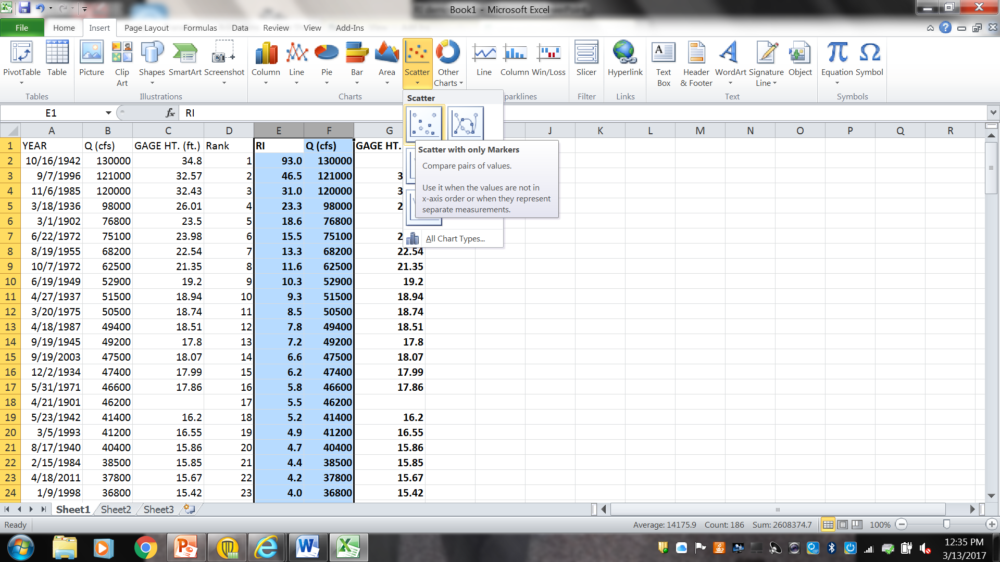 Book1 - Microsoft Excel
File Home Insert Page Layout Formulas Data Review View Add-Ins
PivotTable Table Picture Clip Art Shapes SmartArt Screenshot Column Line Pie Bar Area Scatter Other Charts Line Column Win/Loss Slicer Hyperlink Text Box Header & Footer WordArt Signature Line Object Equation Symbol
Tables Illustrations Charts parklines Filter Links Text Symbols
Scatter
E1 fx RI
A B C D E F G J K L M N O P Q R
1 YEAR Q (cfs) GAGE HT. (ft.) Rank RI Q (cfs) GAGE HT.
2 10/16/1942 130000 34.8 1 93.0 130000
3 9/7/1996 121000 32.57 2 46.5 121000 3
4 11/6/1985 120000 32.43 3 31.0 120000 3
5 3/18/1936 98000 26.01 4 23.3 98000 2
6 3/1/1902 76800 23.5 5 18.6 76800
7 6/22/1972 75100 23.98 6 15.5 75100 2
8 8/19/1955 68200 22.54 7 13.3 68200 22.54
9 10/7/1972 62500 21.35 8 11.6 62500 21.35
10 6/19/1949 52900 19.2 9 10.3 52900 19.2
11 4/27/1937 51500 18.94 10 9.3 51500 18.94
12 3/20/1975 50500 18.74 11 8.5 50500 18.74
13 4/18/1987 49400 18.51 12 7.8 49400 18.51
14 9/19/1945 49200 17.8 13 7.2 49200 17.8
15 9/19/2003 47500 18.07 14 6.6 47500 18.07
16 12/2/1934 47400 17.99 15 6.2 47400 17.99
17 5/31/1971 46600 17.86 16 5.8 46600 17.86
18 4/21/1901 46200 17 5.5 46200
19 5/23/1942 41400 16.2 18 5.2 41400 16.2
20 3/5/1993 41200 16.55 19 4.9 41200 16.55
21 8/17/1940 40400 15.86 20 4.7 40400 15.86
22 2/15/1984 38500 15.85 21 4.4 38500 15.85
23 4/18/2011 37800 15.67 22 4.2 37800 15.67
24 1/9/1998 36800 15.42 23 4.0 36800 15.42
Scatter with only Markers
Compare pairs of values.
Use it when the values are not in
x-axis order or when they represent
separate measurements.
All Chart Types...
Sheet1 Sheet2 Sheet3
Ready Average: 14175.9 Count: 186 Sum: 2608374.7 100%
12:35 PM
3/13/2017